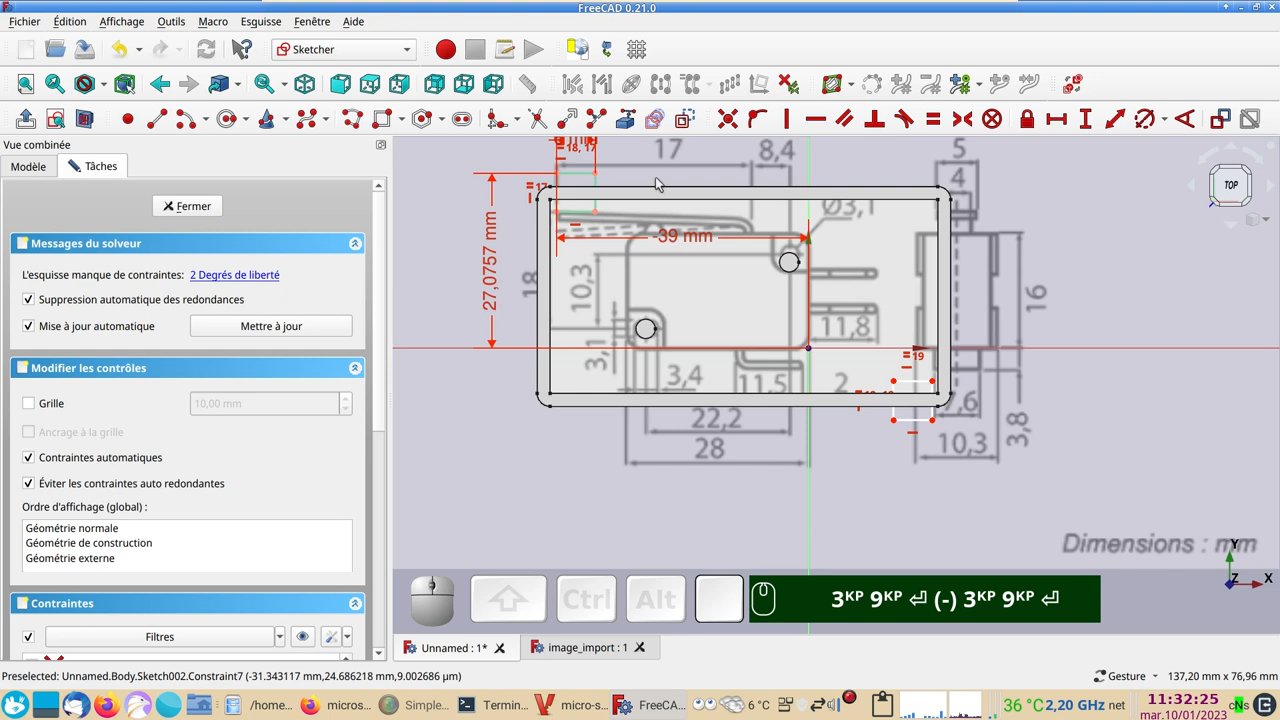 FreeCAD 0.21.0
Fichier Édition Affichage Outils Macro Esquisse Fenêtre Aide
Sketcher
Vue combinée
Modèle Tâches
Fermer
Messages du solveur
L'esquisse manque de contraintes: 2 Degrés de liberté
Suppression automatique des redondances
Mise à jour automatique
Mettre à jour
Modifier les contrôles
Grille
10,00 mm
Ancrage à la grille
Contraintes automatiques
Éviter les contraintes auto redondantes
Ordre d'affichage (global) :
Géométrie normale
Géométrie de construction
Géométrie externe
Contraintes
Filtres
18, 17
17
17
8,4
5
4
Ø3,1
27,0757 mm
-39 mm
18
10,3
16
11,8
3,1
19
3,4
11,5
2
7,6
22,2
3,8
10,3
28
TOP
Dimensions : mm
Y
Z
X
Ctrl
Alt
3ᴷᴾ 9ᴷᴾ ⏎ (-) 3ᴷᴾ 9ᴷᴾ ⏎
Unnamed : 1*
image_import : 1
Preselected: Unnamed.Body.Sketch002.Constraint7 (-31.343117 mm,24.686218 mm,9.002686 µm)
Gesture
137,20 mm x 76,96 mm
/home...
micros...
Simple...
Termin...
micro-s...
FreeCA...
6 °C
36 °C
2,20 GHz
net
11:32:25
mar.10/01/2023
cNs